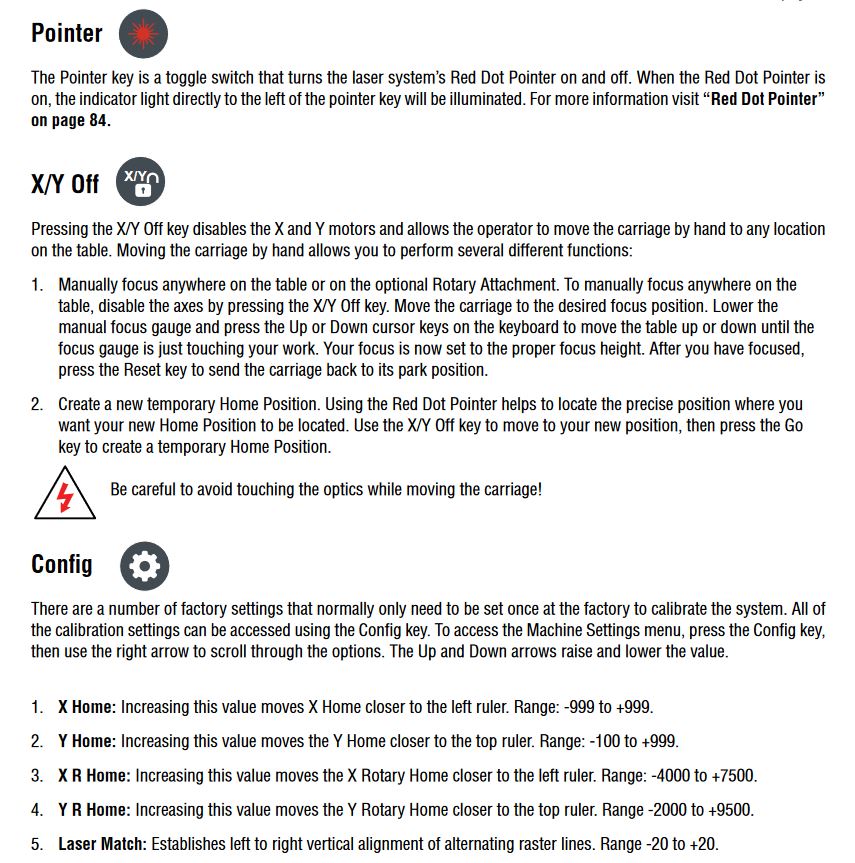 Pointer
The Pointer key is a toggle switch that turns the laser system's Red Dot Pointer on and off. When the Red Dot Pointer is
on, the indicator light directly to the left of the pointer key will be illuminated. For more information visit "Red Dot Pointer"
on page 84.
X/Y Off X/Y
Pressing the X/Y Off key disables the X and Y motors and allows the operator to move the carriage by hand to any location
on the table. Moving the carriage by hand allows you to perform several different functions:
1. Manually focus anywhere on the table or on the optional Rotary Attachment. To manually focus anywhere on the
table, disable the axes by pressing the X/Y Off key. Move the carriage to the desired focus position. Lower the
manual focus gauge and press the Up or Down cursor keys on the keyboard to move the table up or down until the
focus gauge is just touching your work. Your focus is now set to the proper focus height. After you have focused,
press the Reset key to send the carriage back to its park position.
2. Create a new temporary Home Position. Using the Red Dot Pointer helps to locate the precise position where you
want your new Home Position to be located. Use the X/Y Off key to move to your new position, then press the Go
key to create a temporary Home Position.
Be careful to avoid touching the optics while moving the carriage!
Config
There are a number of factory settings that normally only need to be set once at the factory to calibrate the system. All of
the calibration settings can be accessed using the Config key. To access the Machine Settings menu, press the Config key,
then use the right arrow to scroll through the options. The Up and Down arrows raise and lower the value.
1. X Home: Increasing this value moves X Home closer to the left ruler. Range: -999 to +999.
2. Y Home: Increasing this value moves the Y Home closer to the top ruler. Range: -100 to +999.
3. X R Home: Increasing this value moves the X Rotary Home closer to the left ruler. Range: -4000 to +7500.
4. Y R Home: Increasing this value moves the Y Rotary Home closer to the top ruler. Range -2000 to +9500.
5. Laser Match: Establishes left to right vertical alignment of alternating raster lines. Range -20 to +20.